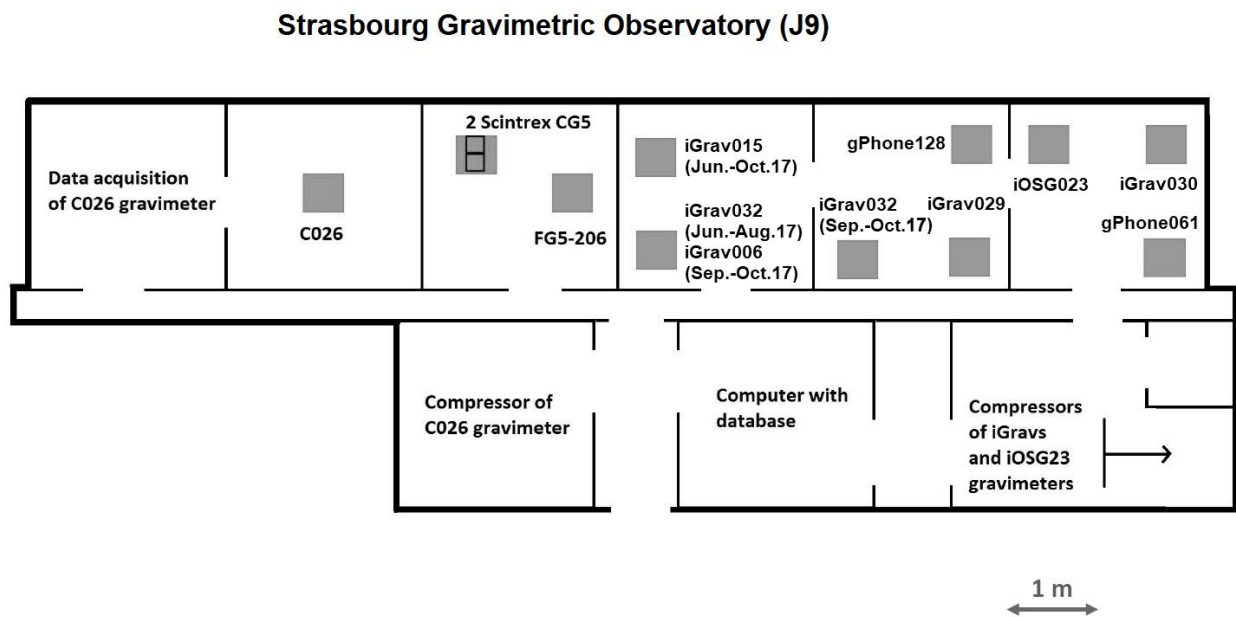 Strasbourg Gravimetric Observatory (J9)
Data acquisition
of C026 gravimeter
C026
2 Scintrex CG5
FG5-206
iGrav015
(Jun.-Oct.17)
iGrav032
(Jun.-Aug.17)
iGrav006
(Sep.-Oct.17)
gPhone128
iGrav032
(Sep.-Oct.17)
iGrav029
iOSG023
iGrav030
gPhone061
Compressor of
C026 gravimeter
Computer with
database
Compressors
of iGravs
and iOSG23
gravimeters
1 m